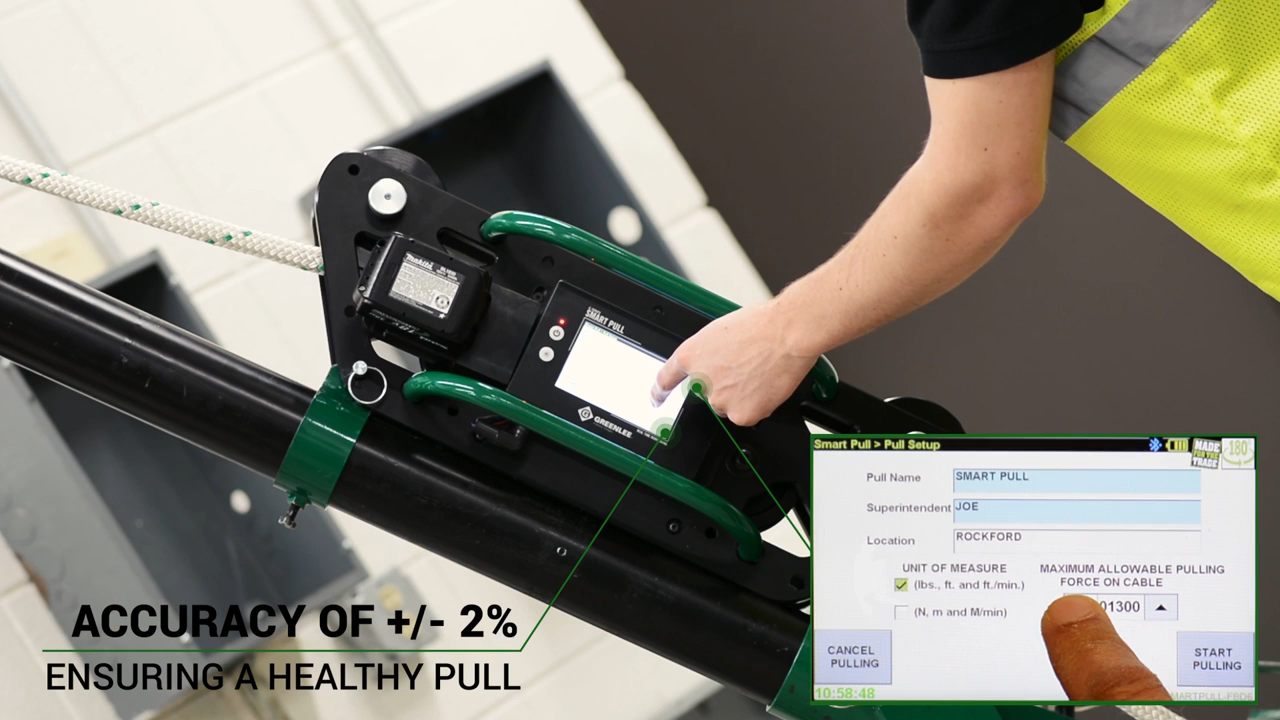 Makita
SMART PULL
GREENLEE
ACCURACY OF +/- 2%
ENSURING A HEALTHY PULL
Smart Pull > Pull Setup
MADE
FOR THE
TRADE
180°
Pull Name
SMART PULL
Superintendent
JOE
Location
ROCKFORD
UNIT OF MEASURE
(lbs., ft. and ft./min.)
(N, m and M/min)
MAXIMUM ALLOWABLE PULLING
FORCE ON CABLE
01300
CANCEL
PULLING
START
PULLING
10:58:48